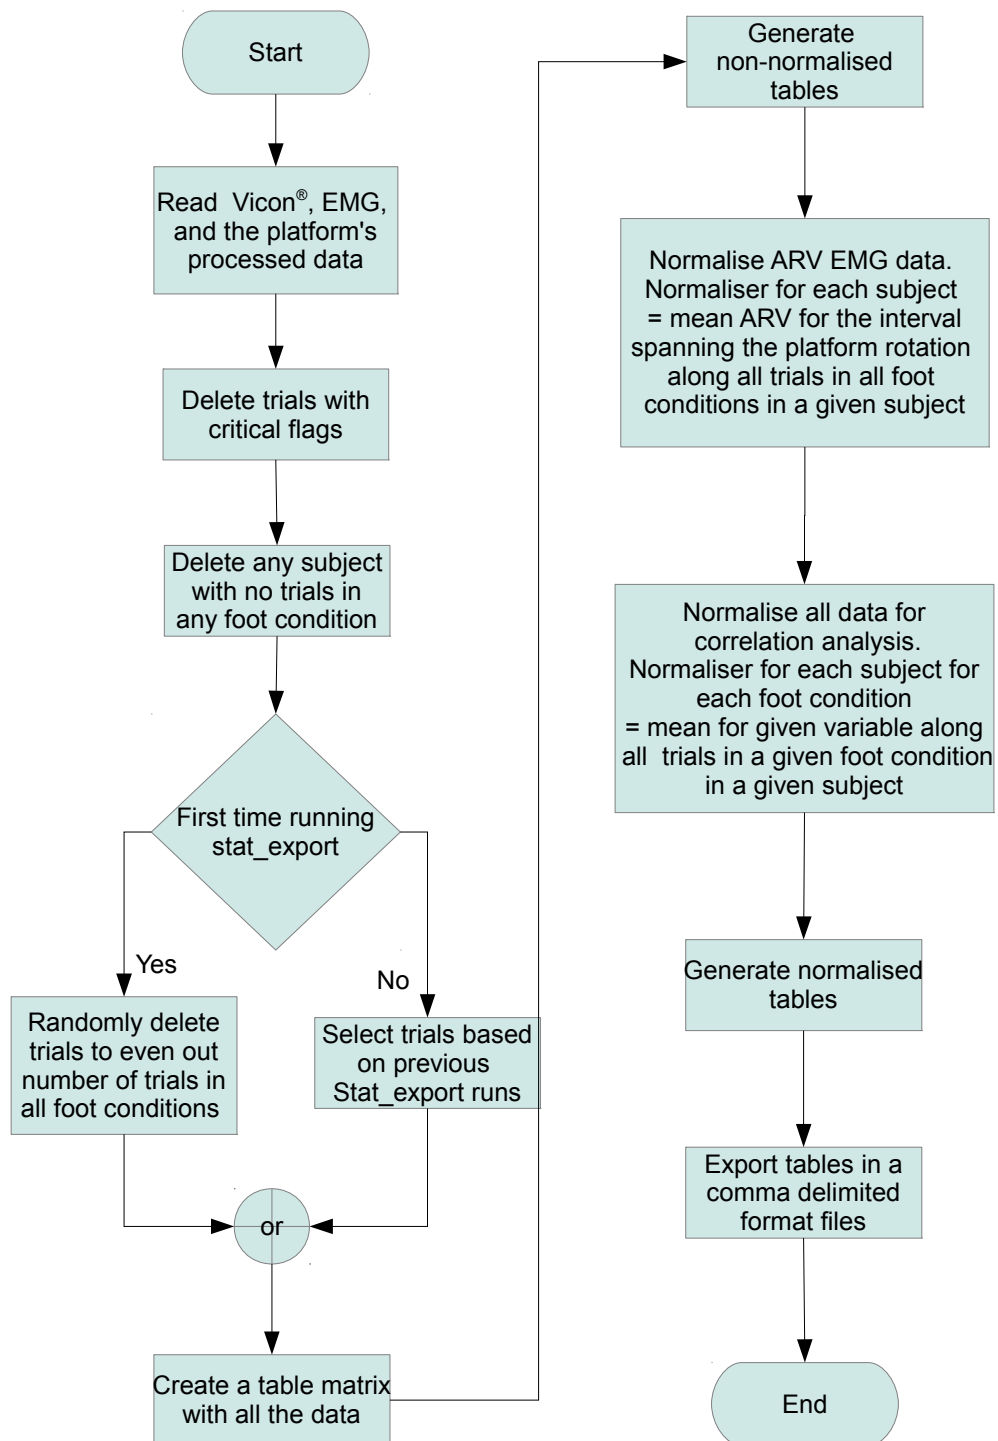 Start
Read Vicon®, EMG,
and the platform's
processed data
Delete trials with
critical flags
Delete any subject
with no trials in
any foot condition
First time running
stat_export
Yes
No
Randomly delete
trials to even out
number of trials in
all foot conditions
Select trials based
on previous
Stat_export runs
or
Create a table matrix
with all the data
Generate
non-normalised
tables
Normalise ARV EMG data.
Normaliser for each subject
= mean ARV for the interval
spanning the platform rotation
along all trials in all foot
conditions in a given subject
Normalise all data for
correlation analysis.
Normaliser for each subject for
each foot condition
= mean for given variable along
all trials in a given foot condition
in a given subject
Generate normalised
tables
Export tables in a
comma delimited
format files
End